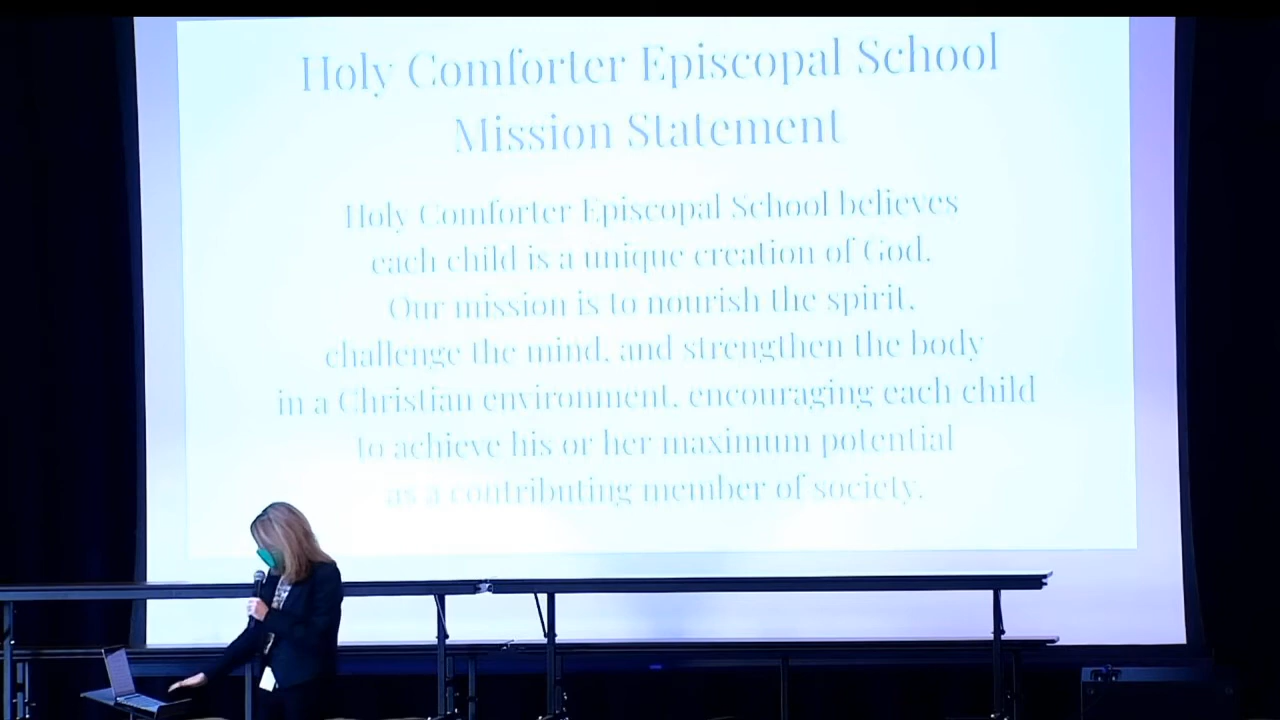 Holy Comforter Episcopal School
Mission Statement
Holy Comforter Episcopal School believes
each child is a unique creation of God.
Our mission is to nourish the spirit,
challenge the mind, and strengthen the body
in a Christian environment, encouraging each child
to achieve his or her maximum potential
as a contributing member of society.